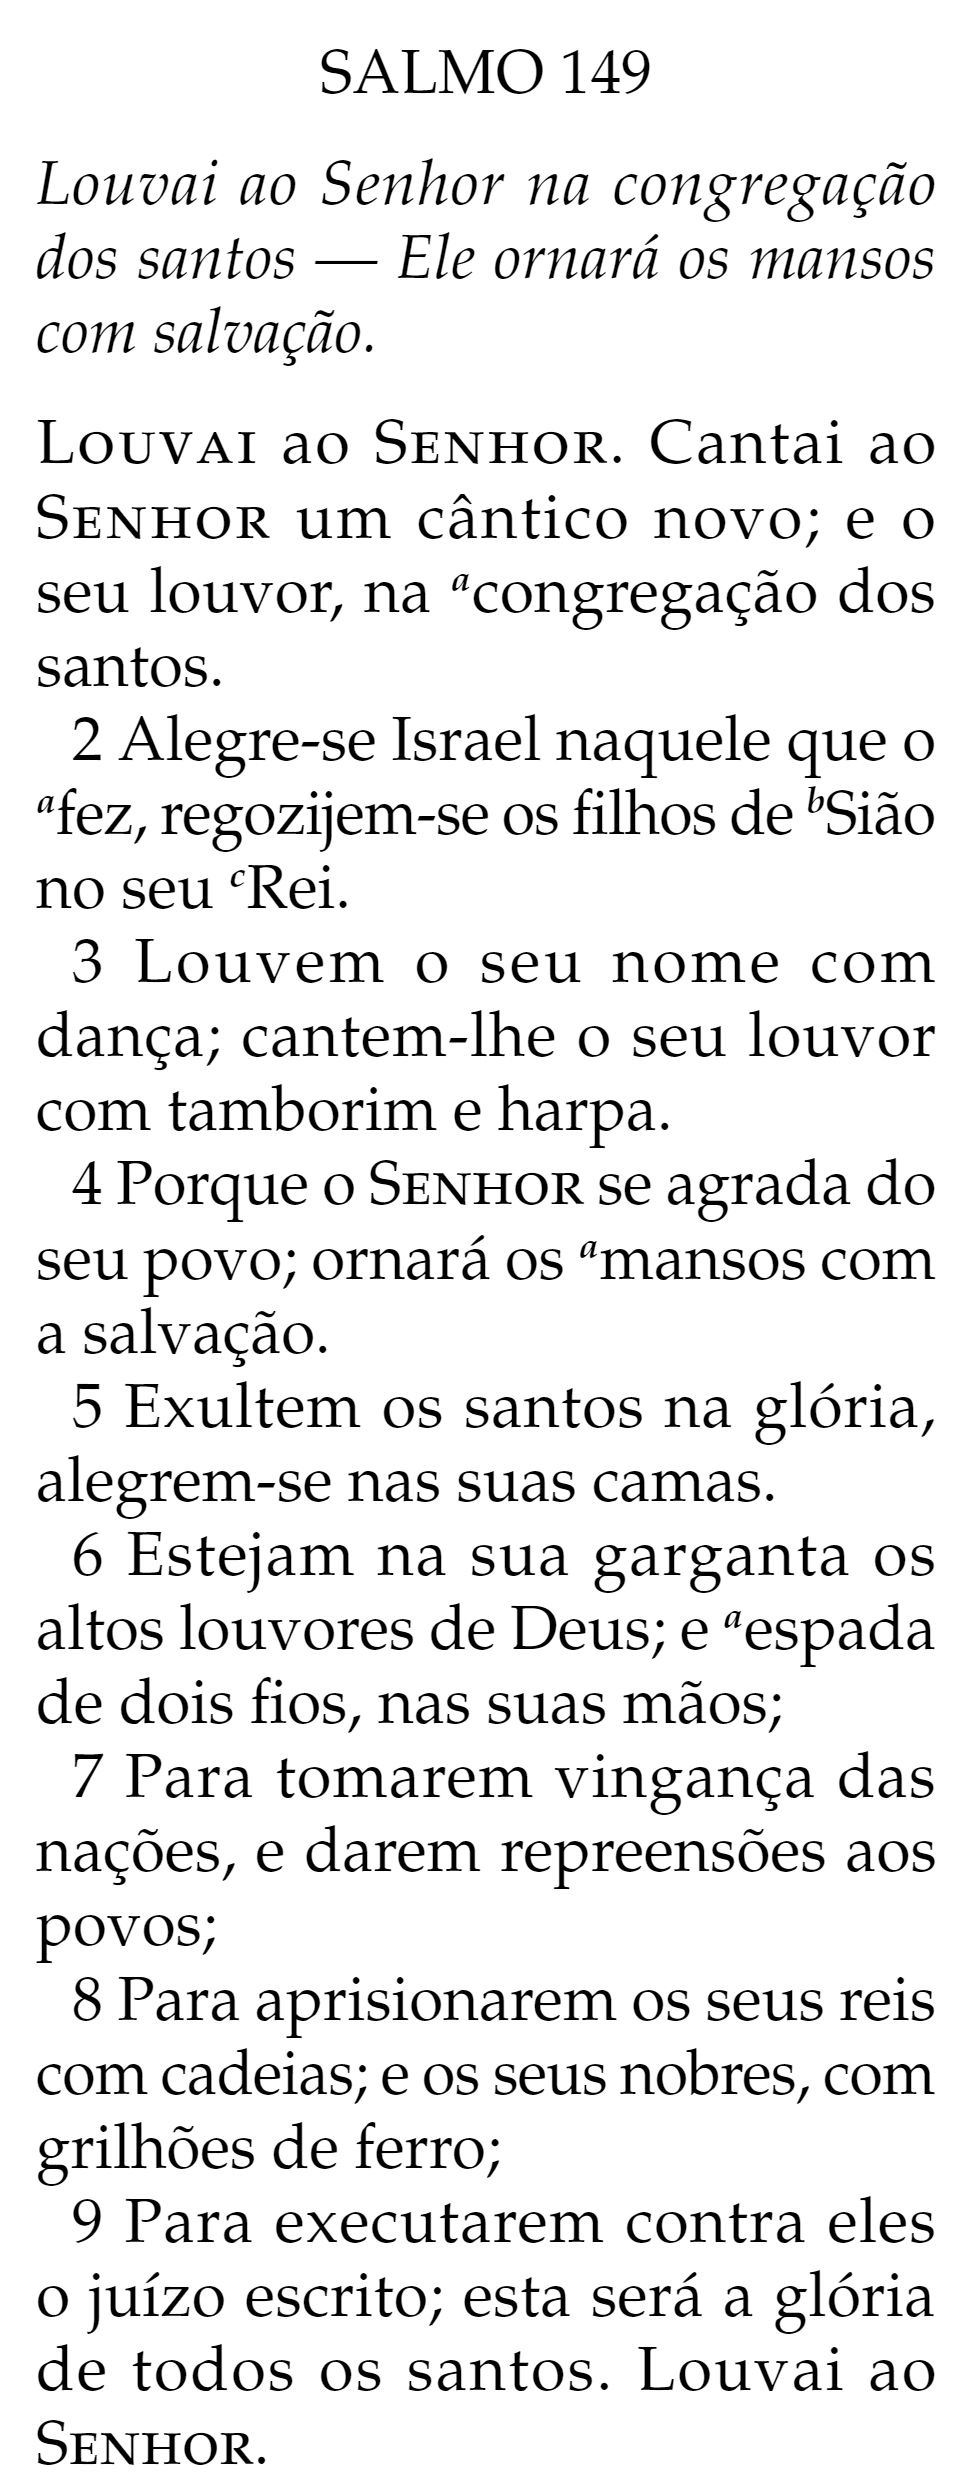 SALMO 149
Louvai ao Senhor na congregação
dos santos — Ele ornará os mansos
com salvação.
LOUVAI ao SENHOR. Cantai ao
SENHOR um cântico novo; e o
seu louvor, na ᵃcongregação dos
santos.
2 Alegre-se Israel naquele que o
ᵃfez, regozijem-se os filhos de ᵇSião
no seu ᶜRei.
3 Louvem o seu nome com
dança; cantem-lhe o seu louvor
com tamborim e harpa.
4 Porque o SENHOR se agrada do
seu povo; ornará os ᵃmansos com
a salvação.
5 Exultem os santos na glória,
alegrem-se nas suas camas.
6 Estejam na sua garganta os
altos louvores de Deus; e ᵃespada
de dois fios, nas suas mãos;
7 Para tomarem vingança das
nações, e darem repreensões aos
povos;
8 Para aprisionarem os seus reis
com cadeias; e os seus nobres, com
grilhões de ferro;
9 Para executarem contra eles
o juízo escrito; esta será a glória
de todos os santos. Louvai ao
SENHOR.